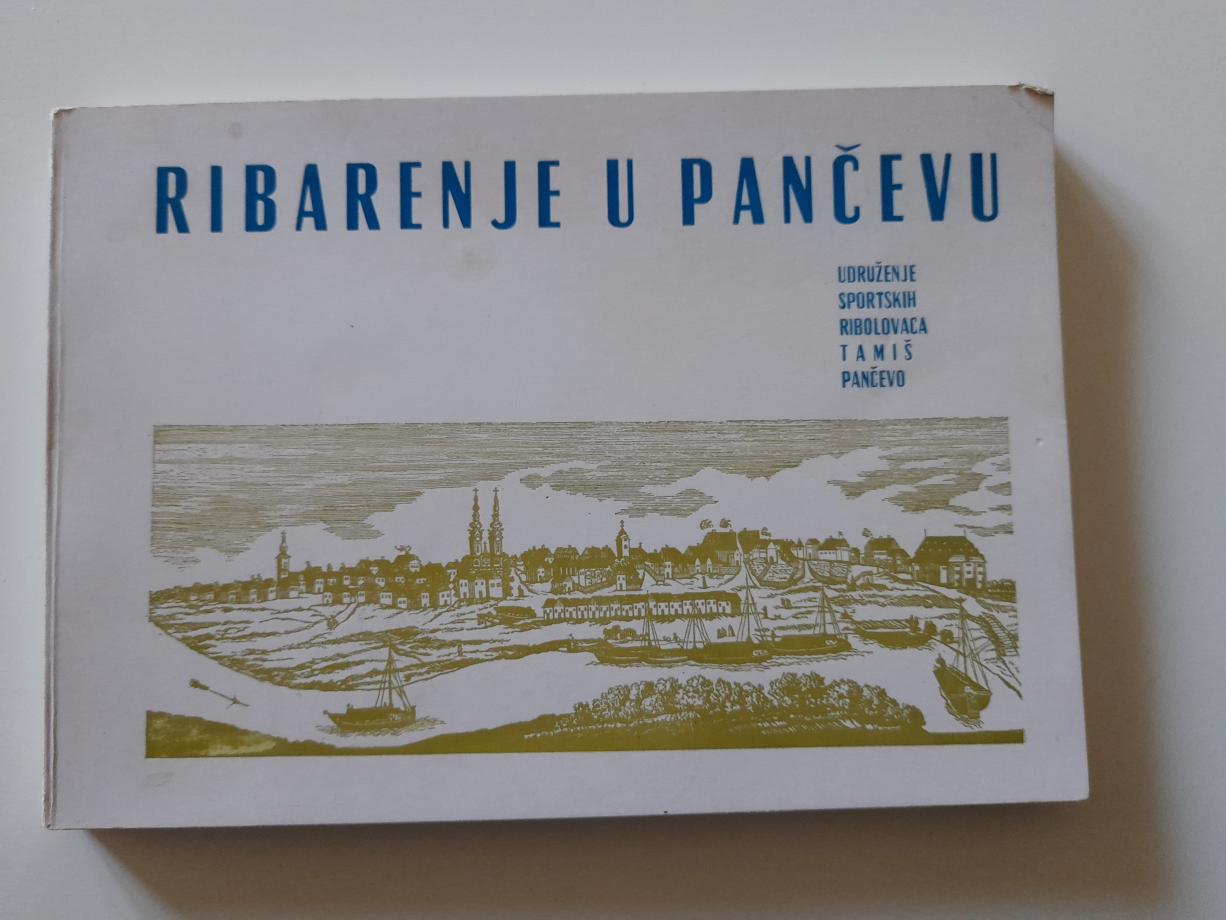 RIBARENJE U PANČEVU
UDRUŽENJE
SPORTSKIH
RIBOLOVACA
TAMIŠ
PANČEVO